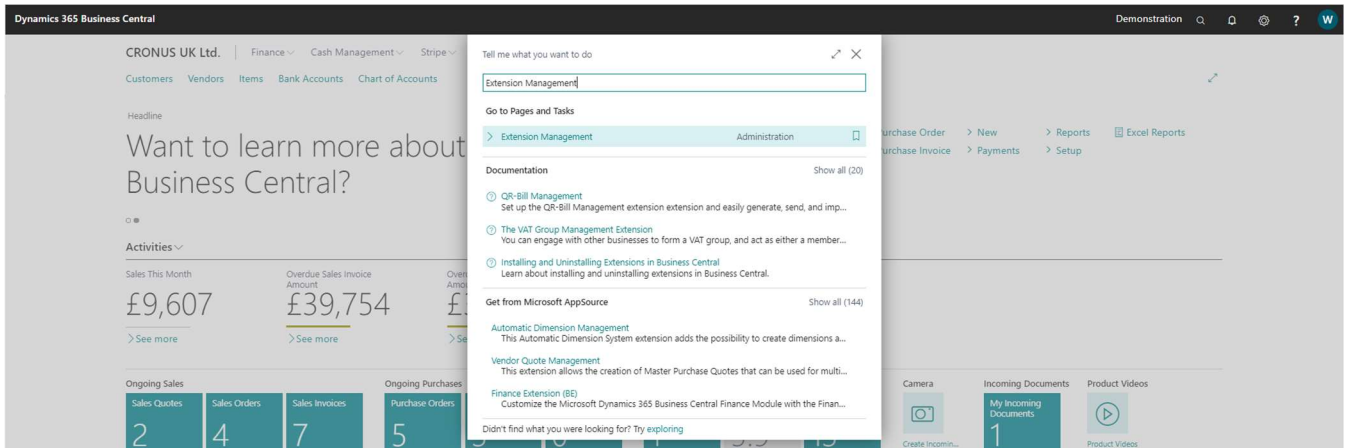 Dynamics 365 Business Central
Demonstration
?
W
CRONUS UK Ltd.
Finance
Cash Management
Stripe
Customers
Vendors
Items
Bank Accounts
Chart of Accounts
Headline
Want to learn more about
Business Central?
Activities
Sales This Month
£9,607
See more
Overdue Sales Invoice
Amount
£39,754
See more
Ongoing Sales
Sales Quotes
2
Sales Orders
4
Sales Invoices
7
Ongoing Purchases
Purchase Orders
5
Tell me what you want to do
Extension Management
Go to Pages and Tasks
Extension Management Administration
Documentation Show all (20)
QR-Bill Management
Set up the QR-Bill Management extension extension and easily generate, send, and imp...
The VAT Group Management Extension
You can engage with other businesses to form a VAT group, and act as either a member...
Installing and Uninstalling Extensions in Business Central
Learn about installing and uninstalling extensions in Business Central.
Get from Microsoft AppSource Show all (144)
Automatic Dimension Management
This Automatic Dimension System extension adds the possibility to create dimensions a...
Vendor Quote Management
This extension allows the creation of Master Purchase Quotes that can be used for multi...
Finance Extension (BE)
Customize the Microsoft Dynamics 365 Business Central Finance Module with the Finan...
Didn't find what you were looking for? Try exploring
urchase Order
New
Reports
Excel Reports
urchase Invoice
Payments
Setup
Camera
Create Incomin...
Incoming Documents
My Incoming
Documents
1
Product Videos
Product Videos